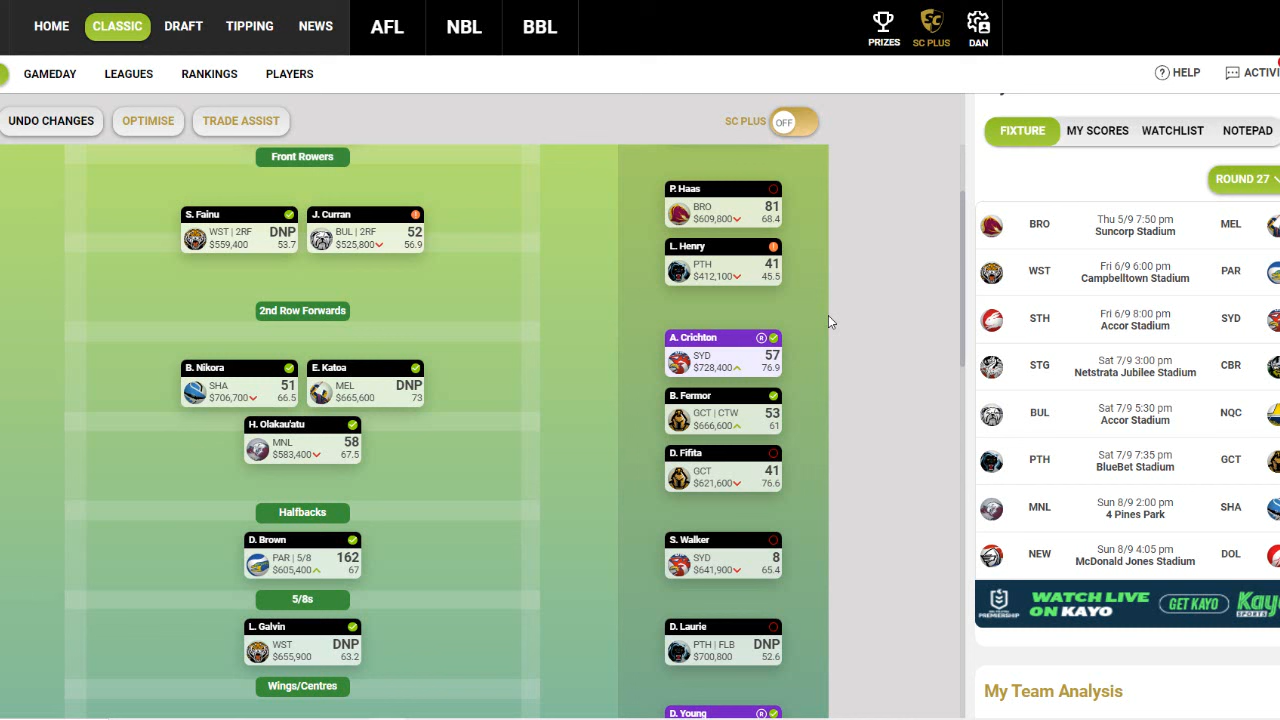 HOME CLASSIC DRAFT TIPPING NEWS AFL NBL BBL PRIZES SC PLUS DAN
GAMEDAY LEAGUES RANKINGS PLAYERS HELP ACTIVI
UNDO CHANGES OPTIMISE TRADE ASSIST SC PLUS OFF
Front Rowers
S. Fainu
WST | 2RF DNP
$559,400 53.7
J. Curran
BUL | 2RF 52
$525,800 56.9
2nd Row Forwards
B. Nikora
SHA 51
$706,700 66.5
E. Katoa
MEL DNP
$665,600 73
H. Olakau'atu
MNL 58
$583,400 67.5
Halfbacks
D. Brown
PAR | 5/8 162
$605,400 67
5/8s
L. Galvin
WST DNP
$655,900 63.2
Wings/Centres
P. Haas
BRO 81
$609,800 68.4
L. Henry
PTH 41
$412,100 45.5
A. Crichton R
SYD 57
$728,400 76.9
B. Fermor
GCT | CTW 53
$666,600 61
D. Fifita
GCT 41
$621,600 76.6
S. Walker
SYD 8
$641,900 65.4
D. Laurie
PTH | FLB DNP
$700,800 52.6
D. Young R
FIXTURE MY SCORES WATCHLIST NOTEPAD
ROUND 27
BRO Thu 5/9 7:50 pm MEL
Suncorp Stadium
WST Fri 6/9 6:00 pm PAR
Campbelltown Stadium
STH Fri 6/9 8:00 pm SYD
Accor Stadium
STG Sat 7/9 3:00 pm CBR
Netstrata Jubilee Stadium
BUL Sat 7/9 5:30 pm NQC
Accor Stadium
PTH Sat 7/9 7:35 pm GCT
BlueBet Stadium
MNL Sun 8/9 2:00 pm SHA
4 Pines Park
NEW Sun 8/9 4:05 pm DOL
McDonald Jones Stadium
WATCH LIVE
ON KAYO
GET KAYO
Kayo
SPORTS
My Team Analysis